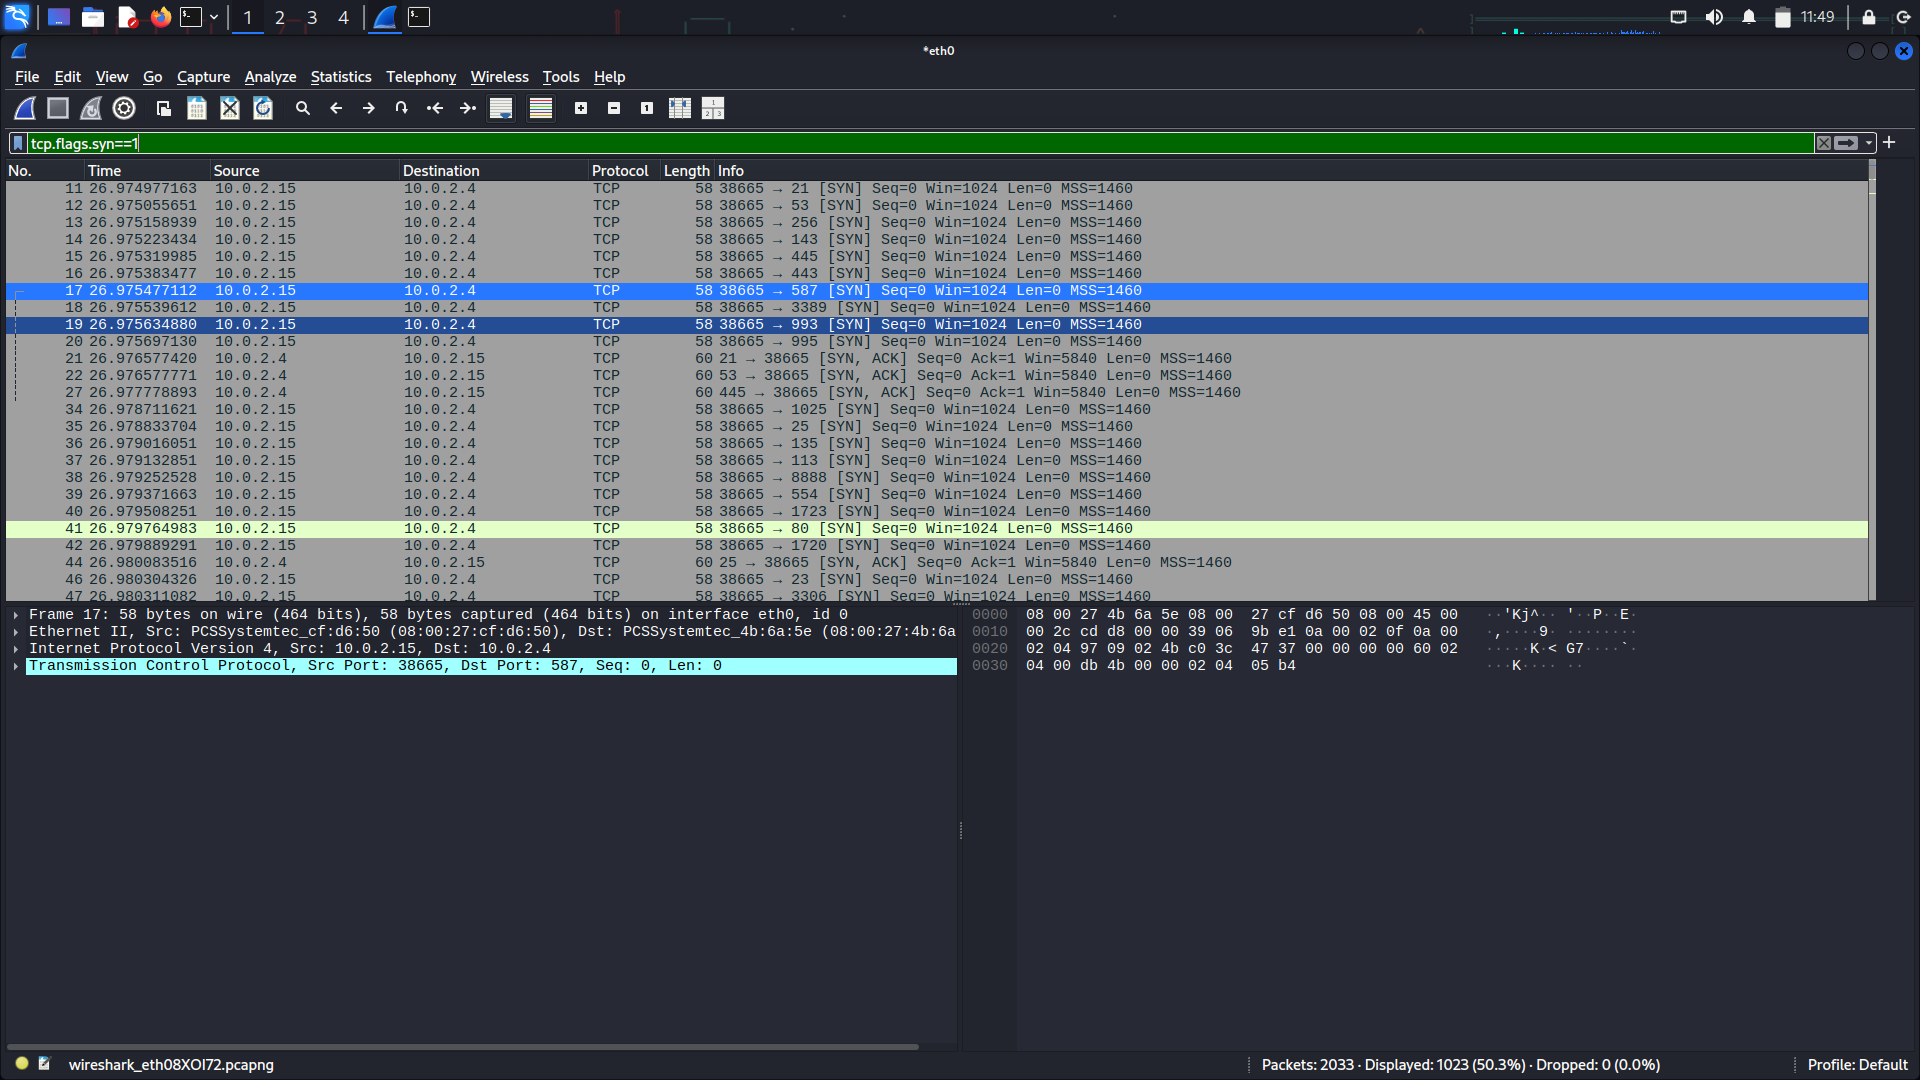 1 2 3 4 11:49
*eth0
File Edit View Go Capture Analyze Statistics Telephony Wireless Tools Help
tcp.flags.syn==1
No. Time Source Destination Protocol Length Info
11 26.974977163 10.0.2.15 10.0.2.4 TCP 58 38665 → 21 [SYN] Seq=0 Win=1024 Len=0 MSS=1460
12 26.975055651 10.0.2.15 10.0.2.4 TCP 58 38665 → 53 [SYN] Seq=0 Win=1024 Len=0 MSS=1460
13 26.975158939 10.0.2.15 10.0.2.4 TCP 58 38665 → 256 [SYN] Seq=0 Win=1024 Len=0 MSS=1460
14 26.975223434 10.0.2.15 10.0.2.4 TCP 58 38665 → 143 [SYN] Seq=0 Win=1024 Len=0 MSS=1460
15 26.975319985 10.0.2.15 10.0.2.4 TCP 58 38665 → 445 [SYN] Seq=0 Win=1024 Len=0 MSS=1460
16 26.975383477 10.0.2.15 10.0.2.4 TCP 58 38665 → 443 [SYN] Seq=0 Win=1024 Len=0 MSS=1460
17 26.975477112 10.0.2.15 10.0.2.4 TCP 58 38665 → 587 [SYN] Seq=0 Win=1024 Len=0 MSS=1460
18 26.975539612 10.0.2.15 10.0.2.4 TCP 58 38665 → 3389 [SYN] Seq=0 Win=1024 Len=0 MSS=1460
19 26.975634880 10.0.2.15 10.0.2.4 TCP 58 38665 → 993 [SYN] Seq=0 Win=1024 Len=0 MSS=1460
20 26.975697130 10.0.2.15 10.0.2.4 TCP 58 38665 → 995 [SYN] Seq=0 Win=1024 Len=0 MSS=1460
21 26.976577420 10.0.2.4 10.0.2.15 TCP 60 21 → 38665 [SYN, ACK] Seq=0 Ack=1 Win=5840 Len=0 MSS=1460
22 26.976577771 10.0.2.4 10.0.2.15 TCP 60 53 → 38665 [SYN, ACK] Seq=0 Ack=1 Win=5840 Len=0 MSS=1460
27 26.977778893 10.0.2.4 10.0.2.15 TCP 60 445 → 38665 [SYN, ACK] Seq=0 Ack=1 Win=5840 Len=0 MSS=1460
34 26.978711621 10.0.2.15 10.0.2.4 TCP 58 38665 → 1025 [SYN] Seq=0 Win=1024 Len=0 MSS=1460
35 26.978833704 10.0.2.15 10.0.2.4 TCP 58 38665 → 25 [SYN] Seq=0 Win=1024 Len=0 MSS=1460
36 26.979016051 10.0.2.15 10.0.2.4 TCP 58 38665 → 135 [SYN] Seq=0 Win=1024 Len=0 MSS=1460
37 26.979132851 10.0.2.15 10.0.2.4 TCP 58 38665 → 113 [SYN] Seq=0 Win=1024 Len=0 MSS=1460
38 26.979252528 10.0.2.15 10.0.2.4 TCP 58 38665 → 8888 [SYN] Seq=0 Win=1024 Len=0 MSS=1460
39 26.979371663 10.0.2.15 10.0.2.4 TCP 58 38665 → 554 [SYN] Seq=0 Win=1024 Len=0 MSS=1460
40 26.979508251 10.0.2.15 10.0.2.4 TCP 58 38665 → 1723 [SYN] Seq=0 Win=1024 Len=0 MSS=1460
41 26.979764983 10.0.2.15 10.0.2.4 TCP 58 38665 → 80 [SYN] Seq=0 Win=1024 Len=0 MSS=1460
42 26.979889291 10.0.2.15 10.0.2.4 TCP 58 38665 → 1720 [SYN] Seq=0 Win=1024 Len=0 MSS=1460
44 26.980083516 10.0.2.4 10.0.2.15 TCP 60 25 → 38665 [SYN, ACK] Seq=0 Ack=1 Win=5840 Len=0 MSS=1460
46 26.980304326 10.0.2.15 10.0.2.4 TCP 58 38665 → 23 [SYN] Seq=0 Win=1024 Len=0 MSS=1460
47 26.980311082 10.0.2.15 10.0.2.4 TCP 58 38665 → 3306 [SYN] Seq=0 Win=1024 Len=0 MSS=1460
Frame 17: 58 bytes on wire (464 bits), 58 bytes captured (464 bits) on interface eth0, id 0
Ethernet II, Src: PCSSystemtec_cf:d6:50 (08:00:27:cf:d6:50), Dst: PCSSystemtec_4b:6a:5e (08:00:27:4b:6a
Internet Protocol Version 4, Src: 10.0.2.15, Dst: 10.0.2.4
Transmission Control Protocol, Src Port: 38665, Dst Port: 587, Seq: 0, Len: 0
0000 08 00 27 4b 6a 5e 08 00 27 cf d6 50 08 00 45 00 ··'Kj^·· '··P··E·
0010 00 2c cd d8 00 00 39 06 9b e1 0a 00 02 0f 0a 00 ·,····9· ········
0020 02 04 97 09 02 4b c0 3c 47 37 00 00 00 00 60 02 ·····K·< G7····`·
0030 04 00 db 4b 00 00 02 04 05 b4 ···K···· ··
wireshark_eth08XOI72.pcapng Packets: 2033 · Displayed: 1023 (50.3%) · Dropped: 0 (0.0%) Profile: Default